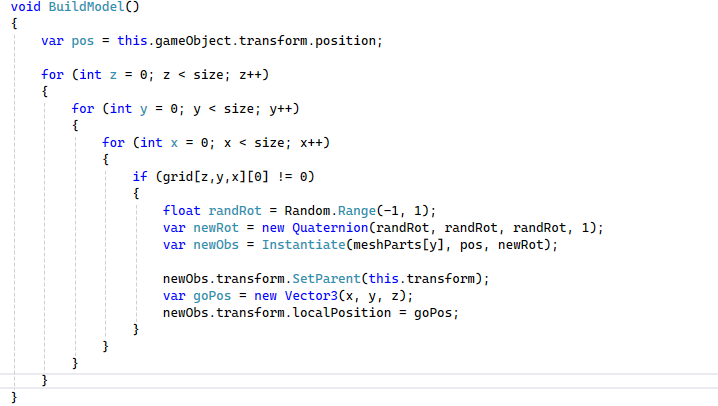 void BuildModel()
{
    var pos = this.gameObject.transform.position;

    for (int z = 0; z < size; z++)
    {
        for (int y = 0; y < size; y++)
        {
            for (int x = 0; x < size; x++)
            {
                if (grid[z,y,x][0] != 0)
                {
                    float randRot = Random.Range(-1, 1);
                    var newRot = new Quaternion(randRot, randRot, randRot, 1);
                    var newObs = Instantiate(meshParts[y], pos, newRot);

                    newObs.transform.SetParent(this.transform);
                    var goPos = new Vector3(x, y, z);
                    newObs.transform.localPosition = goPos;
                }
            }
        }
    }
}